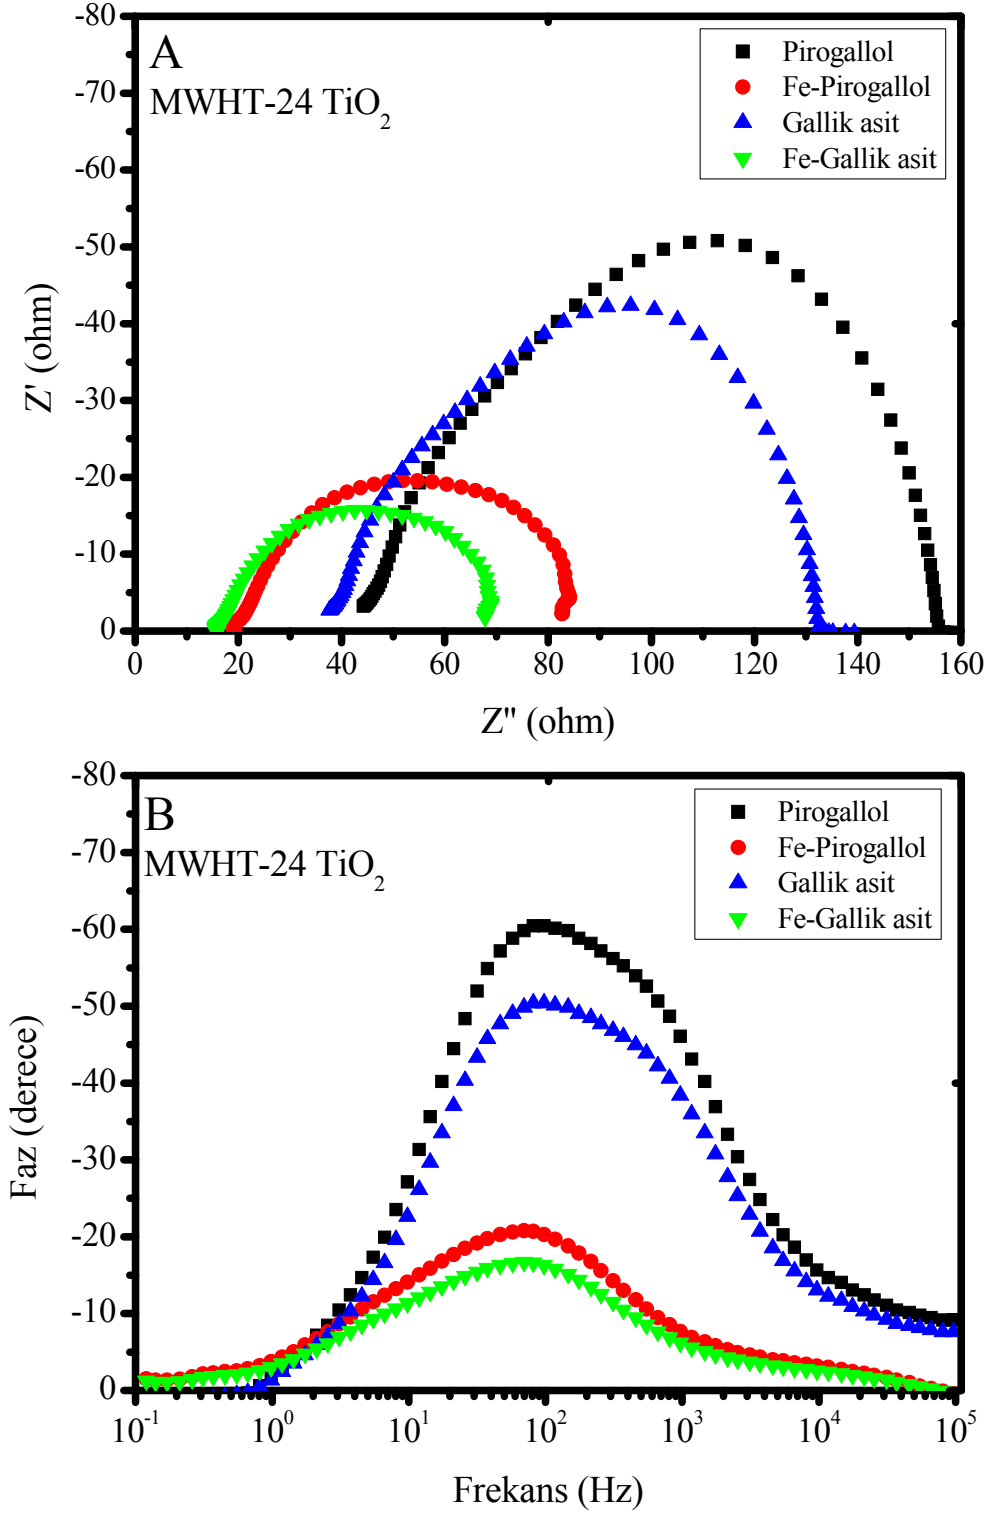 A
MWHT-24 TiO₂
Pirogallol
Fe-Pirogallol
Gallik asit
Fe-Gallik asit
-80
-70
-60
-50
-40
-30
-20
-10
0
Z' (ohm)
0 20 40 60 80 100 120 140 160
Z" (ohm)
B
MWHT-24 TiO₂
Pirogallol
Fe-Pirogallol
Gallik asit
Fe-Gallik asit
-80
-70
-60
-50
-40
-30
-20
-10
0
Faz (derece)
10⁻¹ 10⁰ 10¹ 10² 10³ 10⁴ 10⁵
Frekans (Hz)